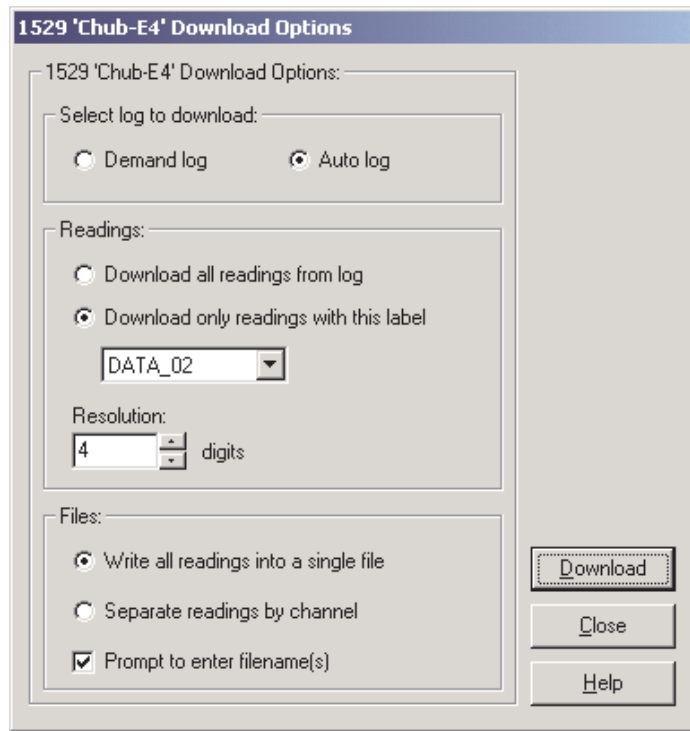 1529 'Chub-E4' Download Options
1529 'Chub-E4' Download Options:
Select log to download:
Demand log Auto log
Readings:
Download all readings from log
Download only readings with this label
DATA_02
Resolution:
4 digits
Files:
Write all readings into a single file
Separate readings by channel
Prompt to enter filename(s)
Download
Close
Help